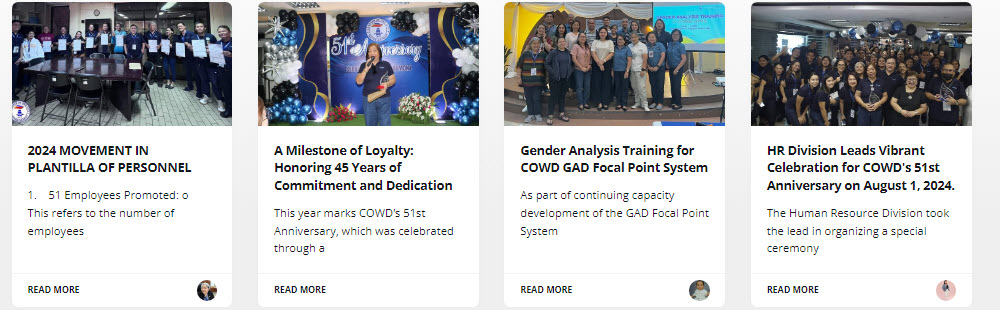 51st Anniversary
GENDER ANALYSIS TRAINING
2024 MOVEMENT IN
PLANTILLA OF PERSONNEL
1. 51 Employees Promoted: o
This refers to the number of
employees
READ MORE
A Milestone of Loyalty:
Honoring 45 Years of
Commitment and Dedication
This year marks COWD's 51st
Anniversary, which was celebrated
through a
READ MORE
Gender Analysis Training for
COWD GAD Focal Point System
As part of continuing capacity
development of the GAD Focal Point
System
READ MORE
HR Division Leads Vibrant
Celebration for COWD's 51st
Anniversary on August 1, 2024.
The Human Resource Division took
the lead in organizing a special
ceremony
READ MORE